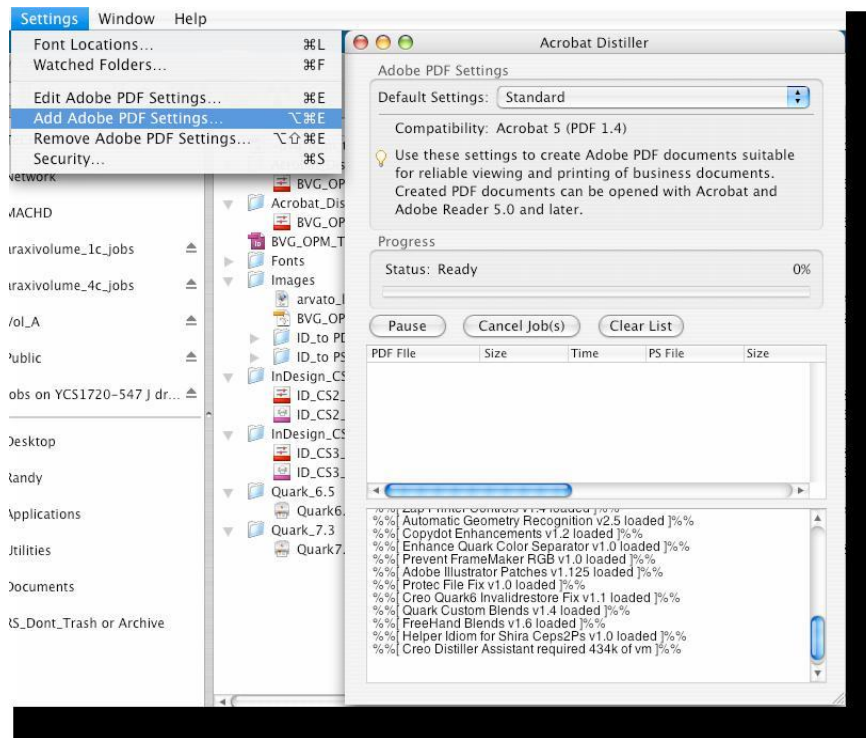 Settings Window Help
Font Locations... ⌘L
Watched Folders... ⌘F
Edit Adobe PDF Settings... ⌘E
Add Adobe PDF Settings... ⌥⌘E
Remove Adobe PDF Settings... ⌥⇧⌘E
Security... ⌘S
Network
MACHD
araxivolume_1c_jobs
araxivolume_4c_jobs
Vol_A
Public
obs on YCS1720-547 J dr...
Desktop
Randy
Applications
Utilities
Documents
RS_Dont_Trash or Archive
BVG_OP
Acrobat_Dis
BVG_OP
BVG_OPM_T
Fonts
Images
arvato_l
BVG_OP
ID_to PD
ID_to PS
InDesign_CS
ID_CS2_
ID_CS2_
InDesign_CS
ID_CS3_
ID_CS3_
Quark_6.5
Quark6.
Quark_7.3
Quark7.
Acrobat Distiller
Adobe PDF Settings
Default Settings: Standard
Compatibility: Acrobat 5 (PDF 1.4)
Use these settings to create Adobe PDF documents suitable
for reliable viewing and printing of business documents.
Created PDF documents can be opened with Acrobat and
Adobe Reader 5.0 and later.
Progress
Status: Ready 0%
Pause Cancel Job(s) Clear List
PDF File Size Time PS File Size
%%[ Zap Printer Controls v1.4 loaded ]%%
%%[ Automatic Geometry Recognition v2.5 loaded ]%%
%%[ Copydot Enhancements v1.2 loaded ]%%
%%[ Enhance Quark Color Separator v1.0 loaded ]%%
%%[ Prevent FrameMaker RGB v1.0 loaded ]%%
%%[ Adobe Illustrator Patches v1.125 loaded ]%%
%%[ Protec File Fix v1.0 loaded ]%%
%%[ Creo Quark6 Invalidrestore Fix v1.1 loaded ]%%
%%[ Quark Custom Blends v1.4 loaded ]%%
%%[ FreeHand Blends v1.6 loaded ]%%
%%[ Helper Idiom for Shira Ceps2Ps v1.0 loaded ]%%
%%[ Creo Distiller Assistant required 434k of vm ]%%